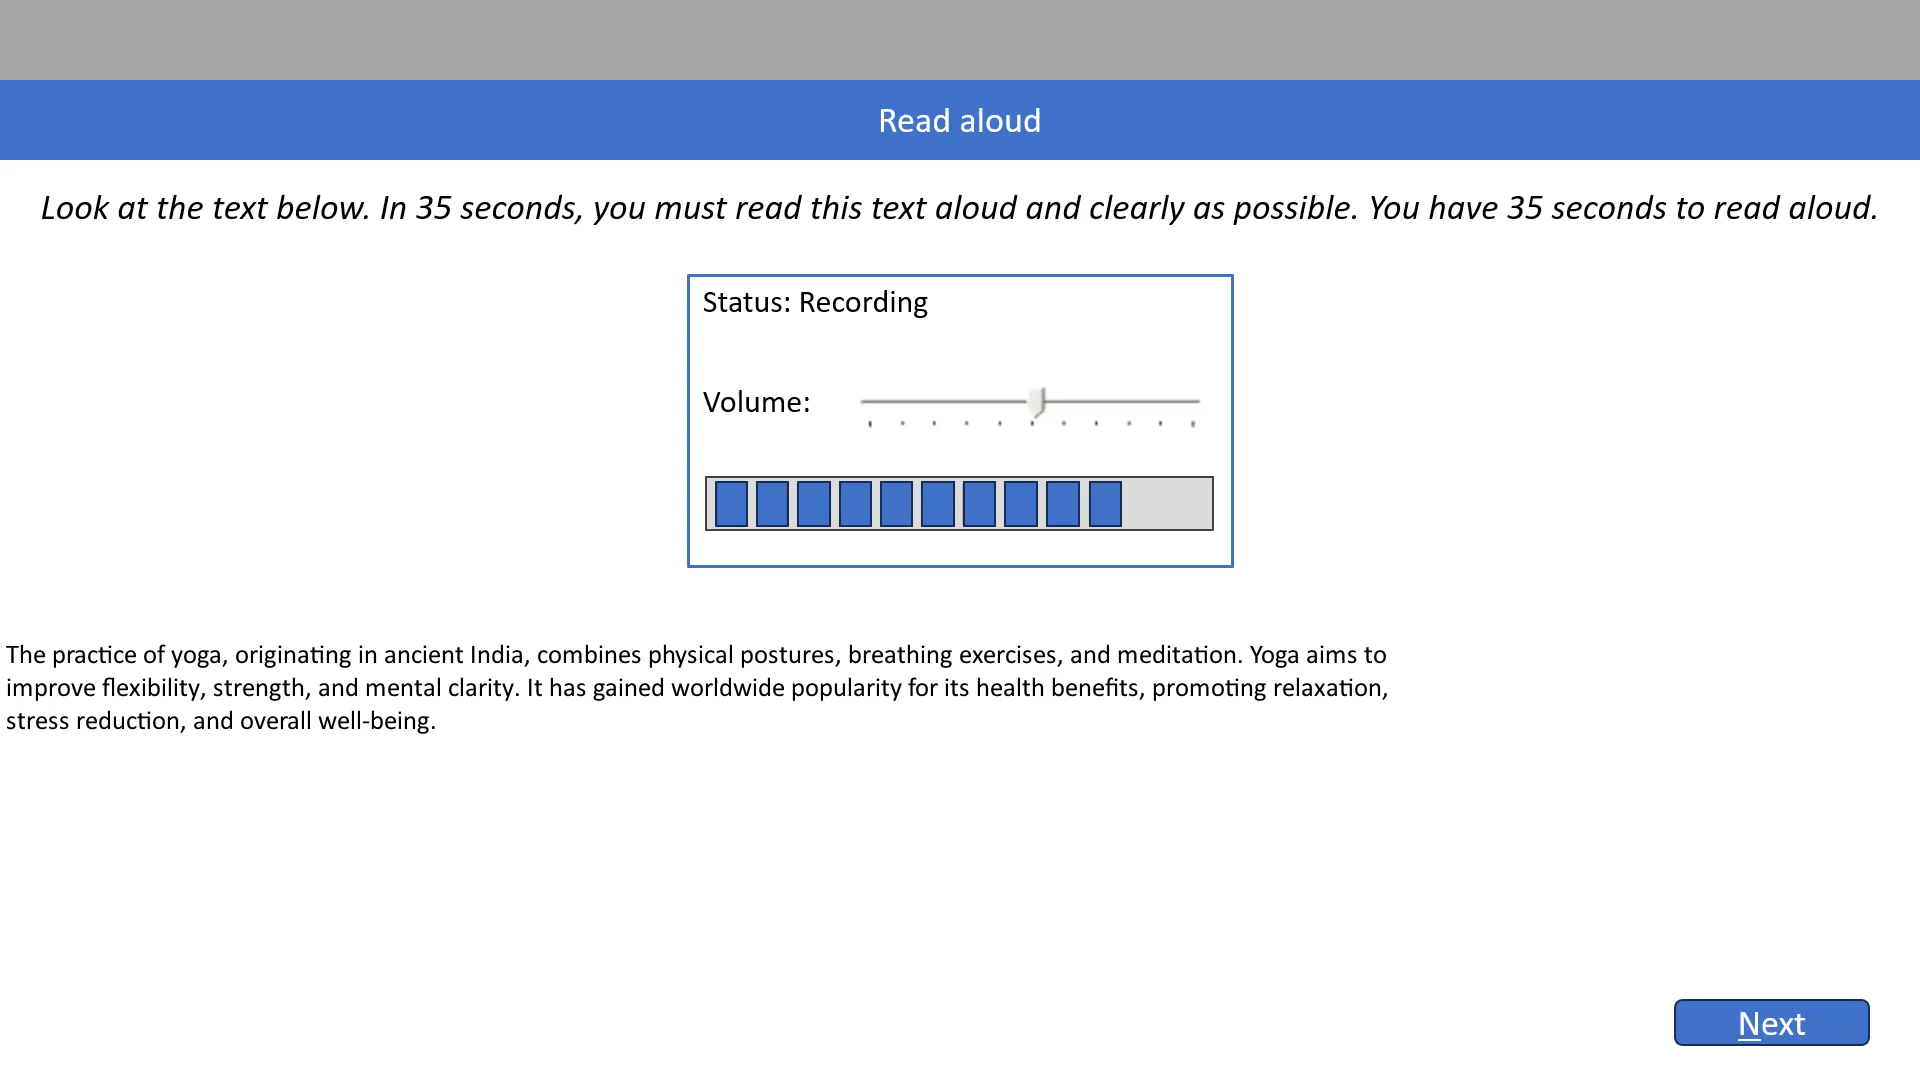 Read aloud
Look at the text below. In 35 seconds, you must read this text aloud and clearly as possible. You have 35 seconds to read aloud.
Status: Recording
Volume:
The practice of yoga, originating in ancient India, combines physical postures, breathing exercises, and meditation. Yoga aims to
improve flexibility, strength, and mental clarity. It has gained worldwide popularity for its health benefits, promoting relaxation,
stress reduction, and overall well-being.
Next